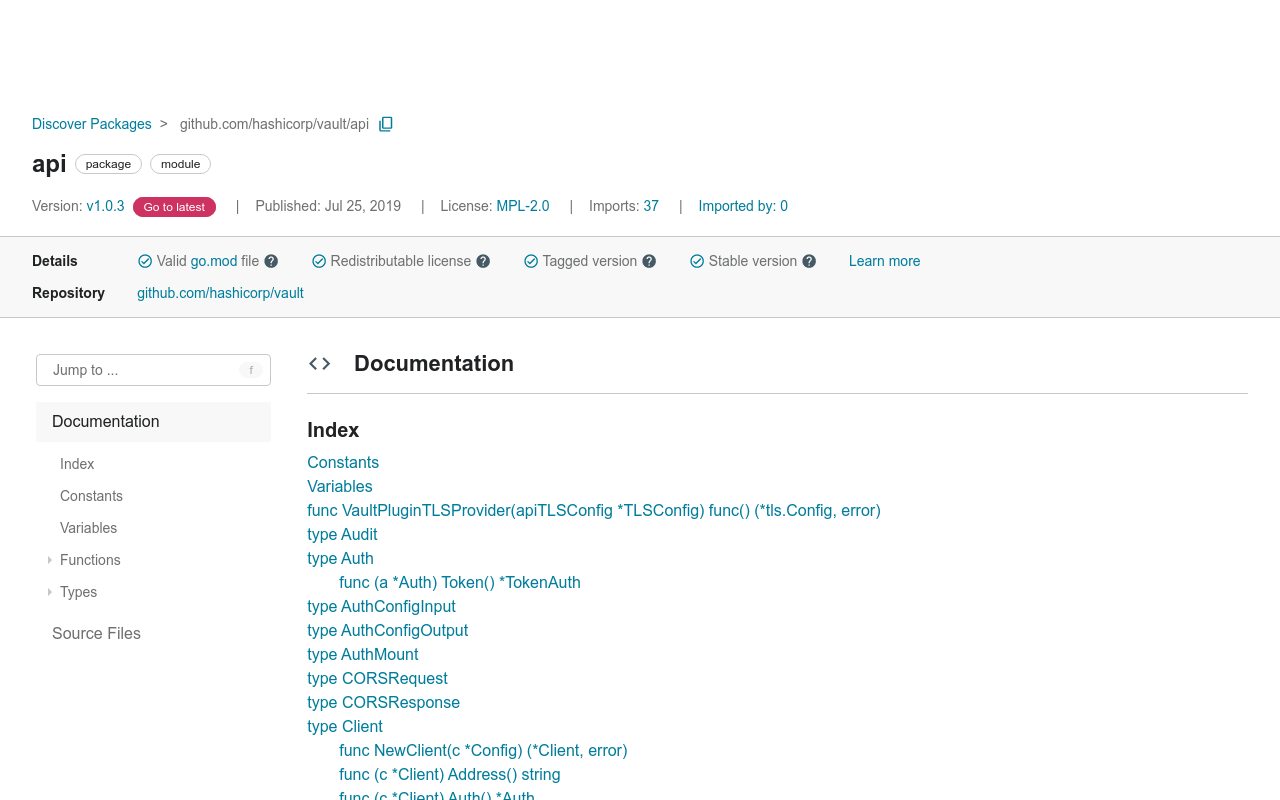 Discover Packages > github.com/hashicorp/vault/api
api package module
Version: v1.0.3 Go to latest | Published: Jul 25, 2019 | License: MPL-2.0 | Imports: 37 | Imported by: 0
Details Valid go.mod file ? Redistributable license ? Tagged version ? Stable version ? Learn more
Repository github.com/hashicorp/vault
Jump to ... f
Documentation
Index
Constants
Variables
Functions
Types
Source Files
Documentation
Index
Constants
Variables
func VaultPluginTLSProvider(apiTLSConfig *TLSConfig) func() (*tls.Config, error)
type Audit
type Auth
func (a *Auth) Token() *TokenAuth
type AuthConfigInput
type AuthConfigOutput
type AuthMount
type CORSRequest
type CORSResponse
type Client
func NewClient(c *Config) (*Client, error)
func (c *Client) Address() string
func (c *Client) Auth() *Auth